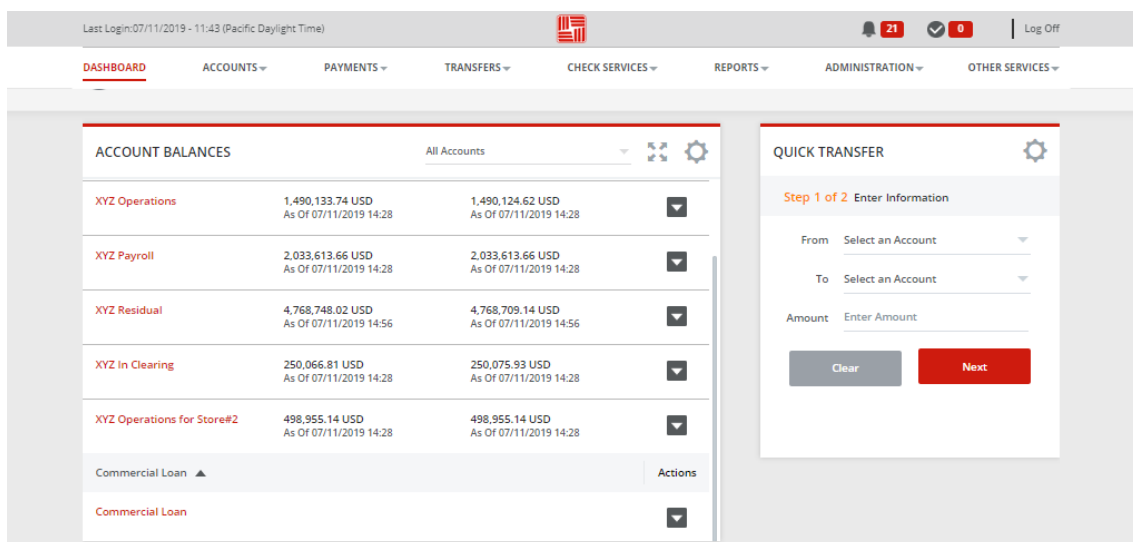 Last Login:07/11/2019 - 11:43 (Pacific Daylight Time)
21
0
Log Off
DASHBOARD
ACCOUNTS
PAYMENTS
TRANSFERS
CHECK SERVICES
REPORTS
ADMINISTRATION
OTHER SERVICES
ACCOUNT BALANCES
All Accounts
XYZ Operations
1,490,133.74 USD
As Of 07/11/2019 14:28
1,490,124.62 USD
As Of 07/11/2019 14:28
XYZ Payroll
2,033,613.66 USD
As Of 07/11/2019 14:28
2,033,613.66 USD
As Of 07/11/2019 14:28
XYZ Residual
4,768,748.02 USD
As Of 07/11/2019 14:56
4,768,709.14 USD
As Of 07/11/2019 14:56
XYZ In Clearing
250,066.81 USD
As Of 07/11/2019 14:28
250,075.93 USD
As Of 07/11/2019 14:28
XYZ Operations for Store#2
498,955.14 USD
As Of 07/11/2019 14:28
498,955.14 USD
As Of 07/11/2019 14:28
Commercial Loan
Actions
Commercial Loan
QUICK TRANSFER
Step 1 of 2 Enter Information
From Select an Account
To Select an Account
Amount Enter Amount
Clear
Next